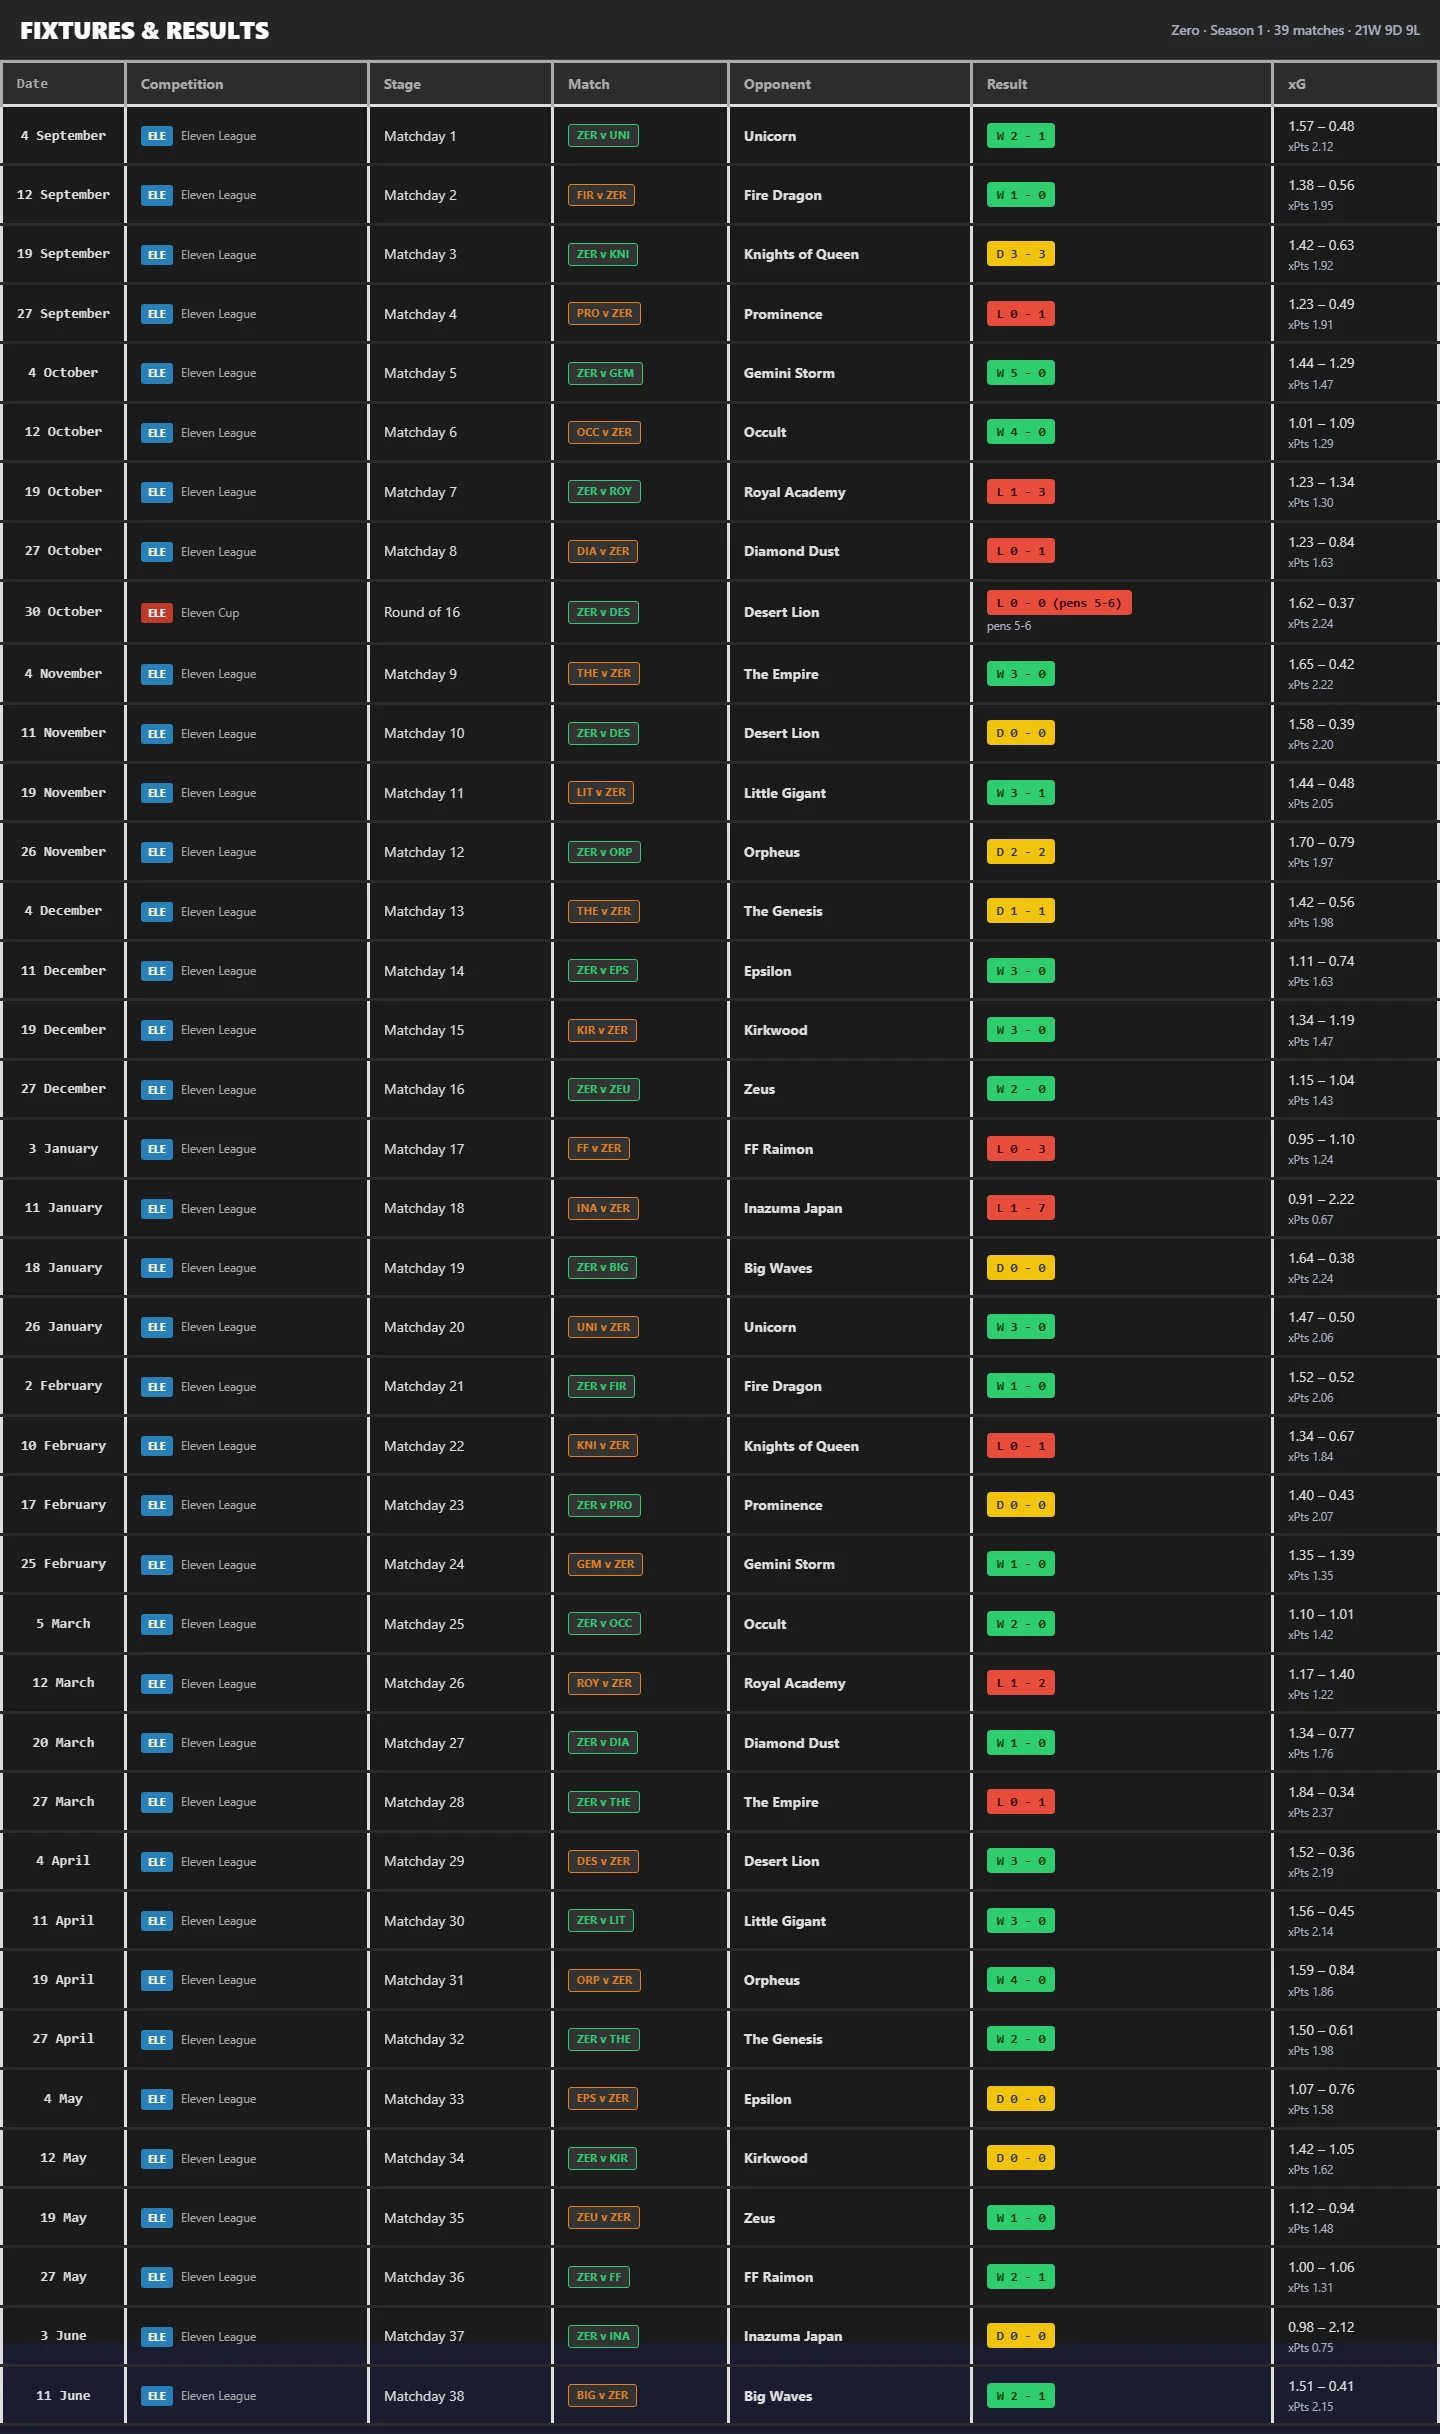 FIXTURES & RESULTS
Zero · Season 1 · 39 matches · 21W 9D 9L
Date Competition Stage Match Opponent Result xG
4 September ELE Eleven League Matchday 1 ZER v UNI Unicorn W 2 - 1 1.57 – 0.48
xPts 2.12
12 September ELE Eleven League Matchday 2 FIR v ZER Fire Dragon W 1 - 0 1.38 – 0.56
xPts 1.95
19 September ELE Eleven League Matchday 3 ZER v KNI Knights of Queen D 3 - 3 1.42 – 0.63
xPts 1.92
27 September ELE Eleven League Matchday 4 PRO v ZER Prominence L 0 - 1 1.23 – 0.49
xPts 1.91
4 October ELE Eleven League Matchday 5 ZER v GEM Gemini Storm W 5 - 0 1.44 – 1.29
xPts 1.47
12 October ELE Eleven League Matchday 6 OCC v ZER Occult W 4 - 0 1.01 – 1.09
xPts 1.29
19 October ELE Eleven League Matchday 7 ZER v ROY Royal Academy L 1 - 3 1.23 – 1.34
xPts 1.30
27 October ELE Eleven League Matchday 8 DIA v ZER Diamond Dust L 0 - 1 1.23 – 0.84
xPts 1.63
30 October ELE Eleven Cup Round of 16 ZER v DES Desert Lion L 0 - 0 (pens 5-6) 1.62 – 0.37
pens 5-6 xPts 2.24
4 November ELE Eleven League Matchday 9 THE v ZER The Empire W 3 - 0 1.65 – 0.42
xPts 2.22
11 November ELE Eleven League Matchday 10 ZER v DES Desert Lion D 0 - 0 1.58 – 0.39
xPts 2.20
19 November ELE Eleven League Matchday 11 LIT v ZER Little Gigant W 3 - 1 1.44 – 0.48
xPts 2.05
26 November ELE Eleven League Matchday 12 ZER v ORP Orpheus D 2 - 2 1.70 – 0.79
xPts 1.97
4 December ELE Eleven League Matchday 13 THE v ZER The Genesis D 1 - 1 1.42 – 0.56
xPts 1.98
11 December ELE Eleven League Matchday 14 ZER v EPS Epsilon W 3 - 0 1.11 – 0.74
xPts 1.63
19 December ELE Eleven League Matchday 15 KIR v ZER Kirkwood W 3 - 0 1.34 – 1.19
xPts 1.47
27 December ELE Eleven League Matchday 16 ZER v ZEU Zeus W 2 - 0 1.15 – 1.04
xPts 1.43
3 January ELE Eleven League Matchday 17 FF v ZER FF Raimon L 0 - 3 0.95 – 1.10
xPts 1.24
11 January ELE Eleven League Matchday 18 INA v ZER Inazuma Japan L 1 - 7 0.91 – 2.22
xPts 0.67
18 January ELE Eleven League Matchday 19 ZER v BIG Big Waves D 0 - 0 1.64 – 0.38
xPts 2.24
26 January ELE Eleven League Matchday 20 UNI v ZER Unicorn W 3 - 0 1.47 – 0.50
xPts 2.06
2 February ELE Eleven League Matchday 21 ZER v FIR Fire Dragon W 1 - 0 1.52 – 0.52
xPts 2.06
10 February ELE Eleven League Matchday 22 KNI v ZER Knights of Queen L 0 - 1 1.34 – 0.67
xPts 1.84
17 February ELE Eleven League Matchday 23 ZER v PRO Prominence D 0 - 0 1.40 – 0.43
xPts 2.07
25 February ELE Eleven League Matchday 24 GEM v ZER Gemini Storm W 1 - 0 1.35 – 1.39
xPts 1.35
5 March ELE Eleven League Matchday 25 ZER v OCC Occult W 2 - 0 1.10 – 1.01
xPts 1.42
12 March ELE Eleven League Matchday 26 ROY v ZER Royal Academy L 1 - 2 1.17 – 1.40
xPts 1.22
20 March ELE Eleven League Matchday 27 ZER v DIA Diamond Dust W 1 - 0 1.34 – 0.77
xPts 1.76
27 March ELE Eleven League Matchday 28 ZER v THE The Empire L 0 - 1 1.84 – 0.34
xPts 2.37
4 April ELE Eleven League Matchday 29 DES v ZER Desert Lion W 3 - 0 1.52 – 0.36
xPts 2.19
11 April ELE Eleven League Matchday 30 ZER v LIT Little Gigant W 3 - 0 1.56 – 0.45
xPts 2.14
19 April ELE Eleven League Matchday 31 ORP v ZER Orpheus W 4 - 0 1.59 – 0.84
xPts 1.86
27 April ELE Eleven League Matchday 32 ZER v THE The Genesis W 2 - 0 1.50 – 0.61
xPts 1.98
4 May ELE Eleven League Matchday 33 EPS v ZER Epsilon D 0 - 0 1.07 – 0.76
xPts 1.58
12 May ELE Eleven League Matchday 34 ZER v KIR Kirkwood D 0 - 0 1.42 – 1.05
xPts 1.62
19 May ELE Eleven League Matchday 35 ZEU v ZER Zeus W 1 - 0 1.12 – 0.94
xPts 1.48
27 May ELE Eleven League Matchday 36 ZER v FF FF Raimon W 2 - 1 1.00 – 1.06
xPts 1.31
3 June ELE Eleven League Matchday 37 ZER v INA Inazuma Japan D 0 - 0 0.98 – 2.12
xPts 0.75
11 June ELE Eleven League Matchday 38 BIG v ZER Big Waves W 2 - 1 1.51 – 0.41
xPts 2.15